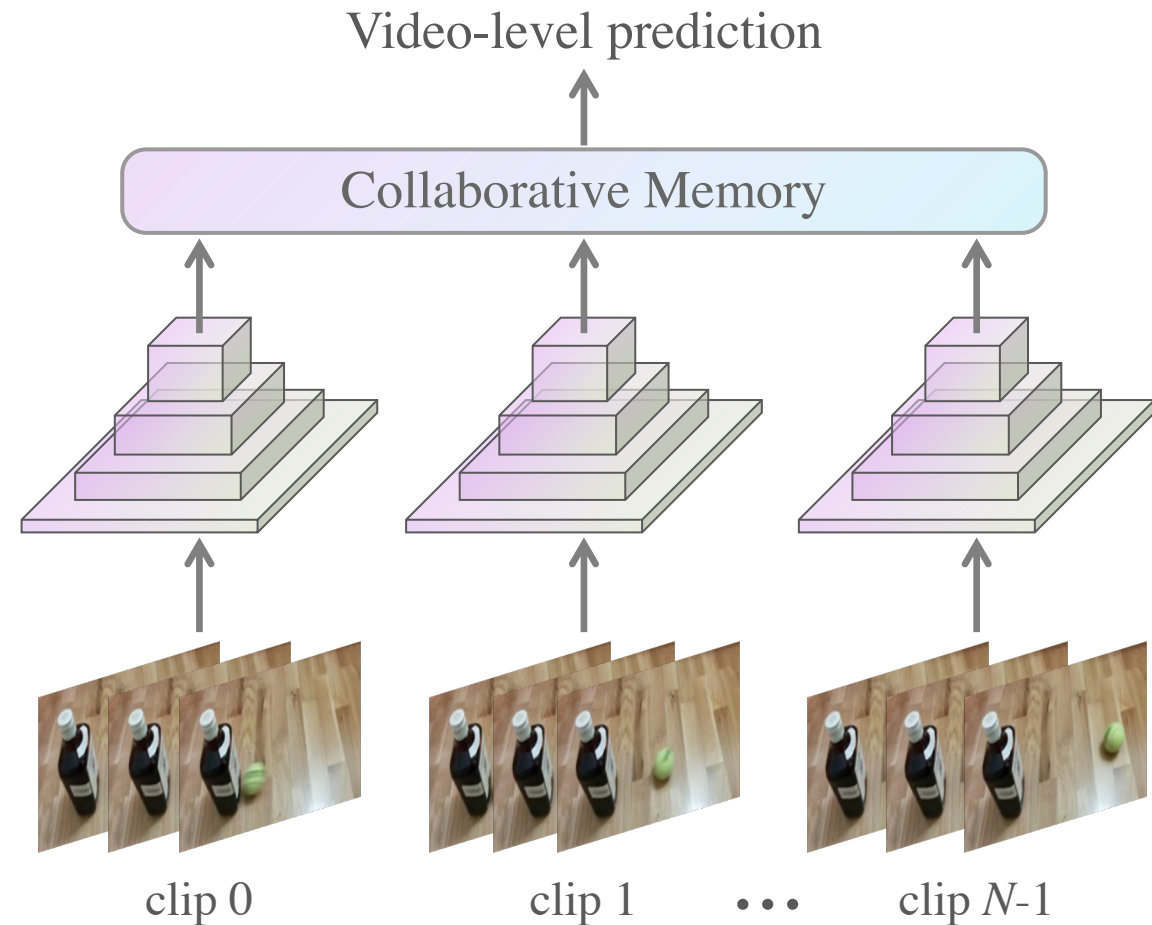 Video-level prediction
Collaborative Memory
clip 0
clip 1
•••
clip N-1